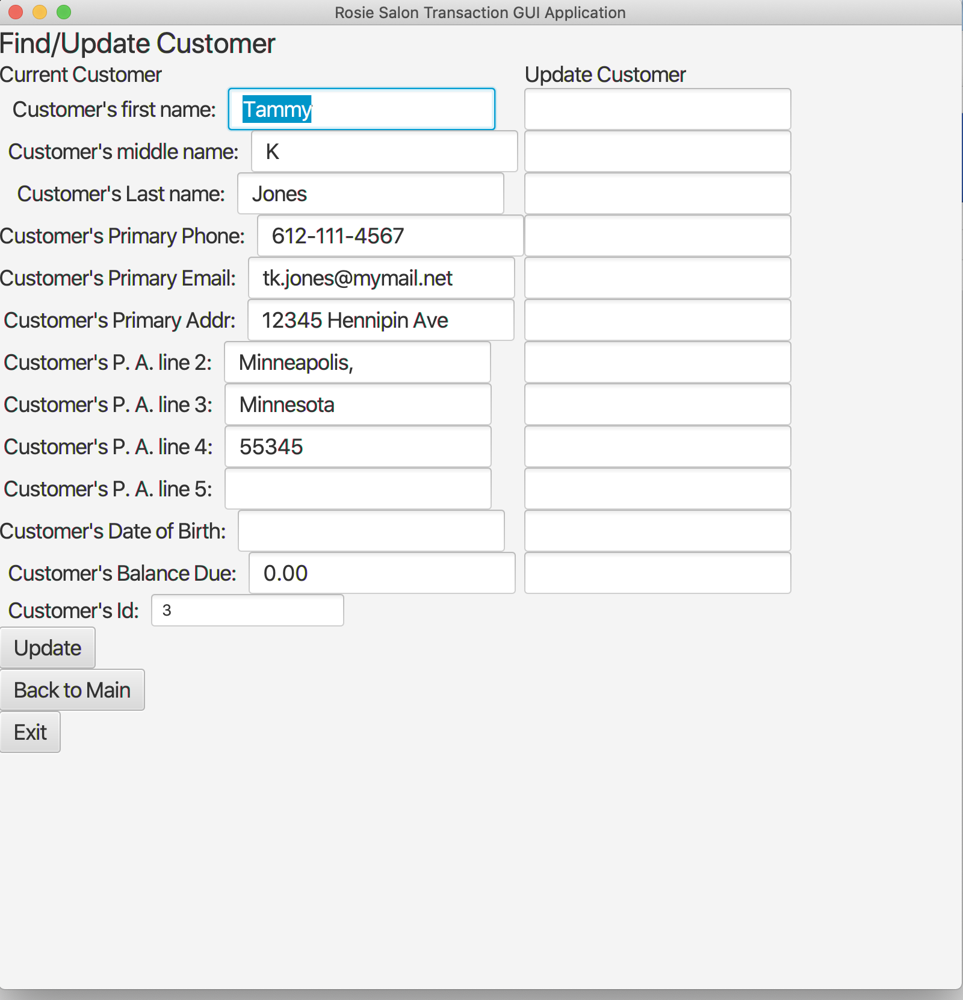 Rosie Salon Transaction GUI Application
Find/Update Customer
Current Customer Update Customer
Customer's first name: Tammy
Customer's middle name: K
Customer's Last name: Jones
Customer's Primary Phone: 612-111-4567
Customer's Primary Email: tk.jones@mymail.net
Customer's Primary Addr: 12345 Hennipin Ave
Customer's P. A. line 2: Minneapolis,
Customer's P. A. line 3: Minnesota
Customer's P. A. line 4: 55345
Customer's P. A. line 5:
Customer's Date of Birth:
Customer's Balance Due: 0.00
Customer's Id: 3
Update
Back to Main
Exit